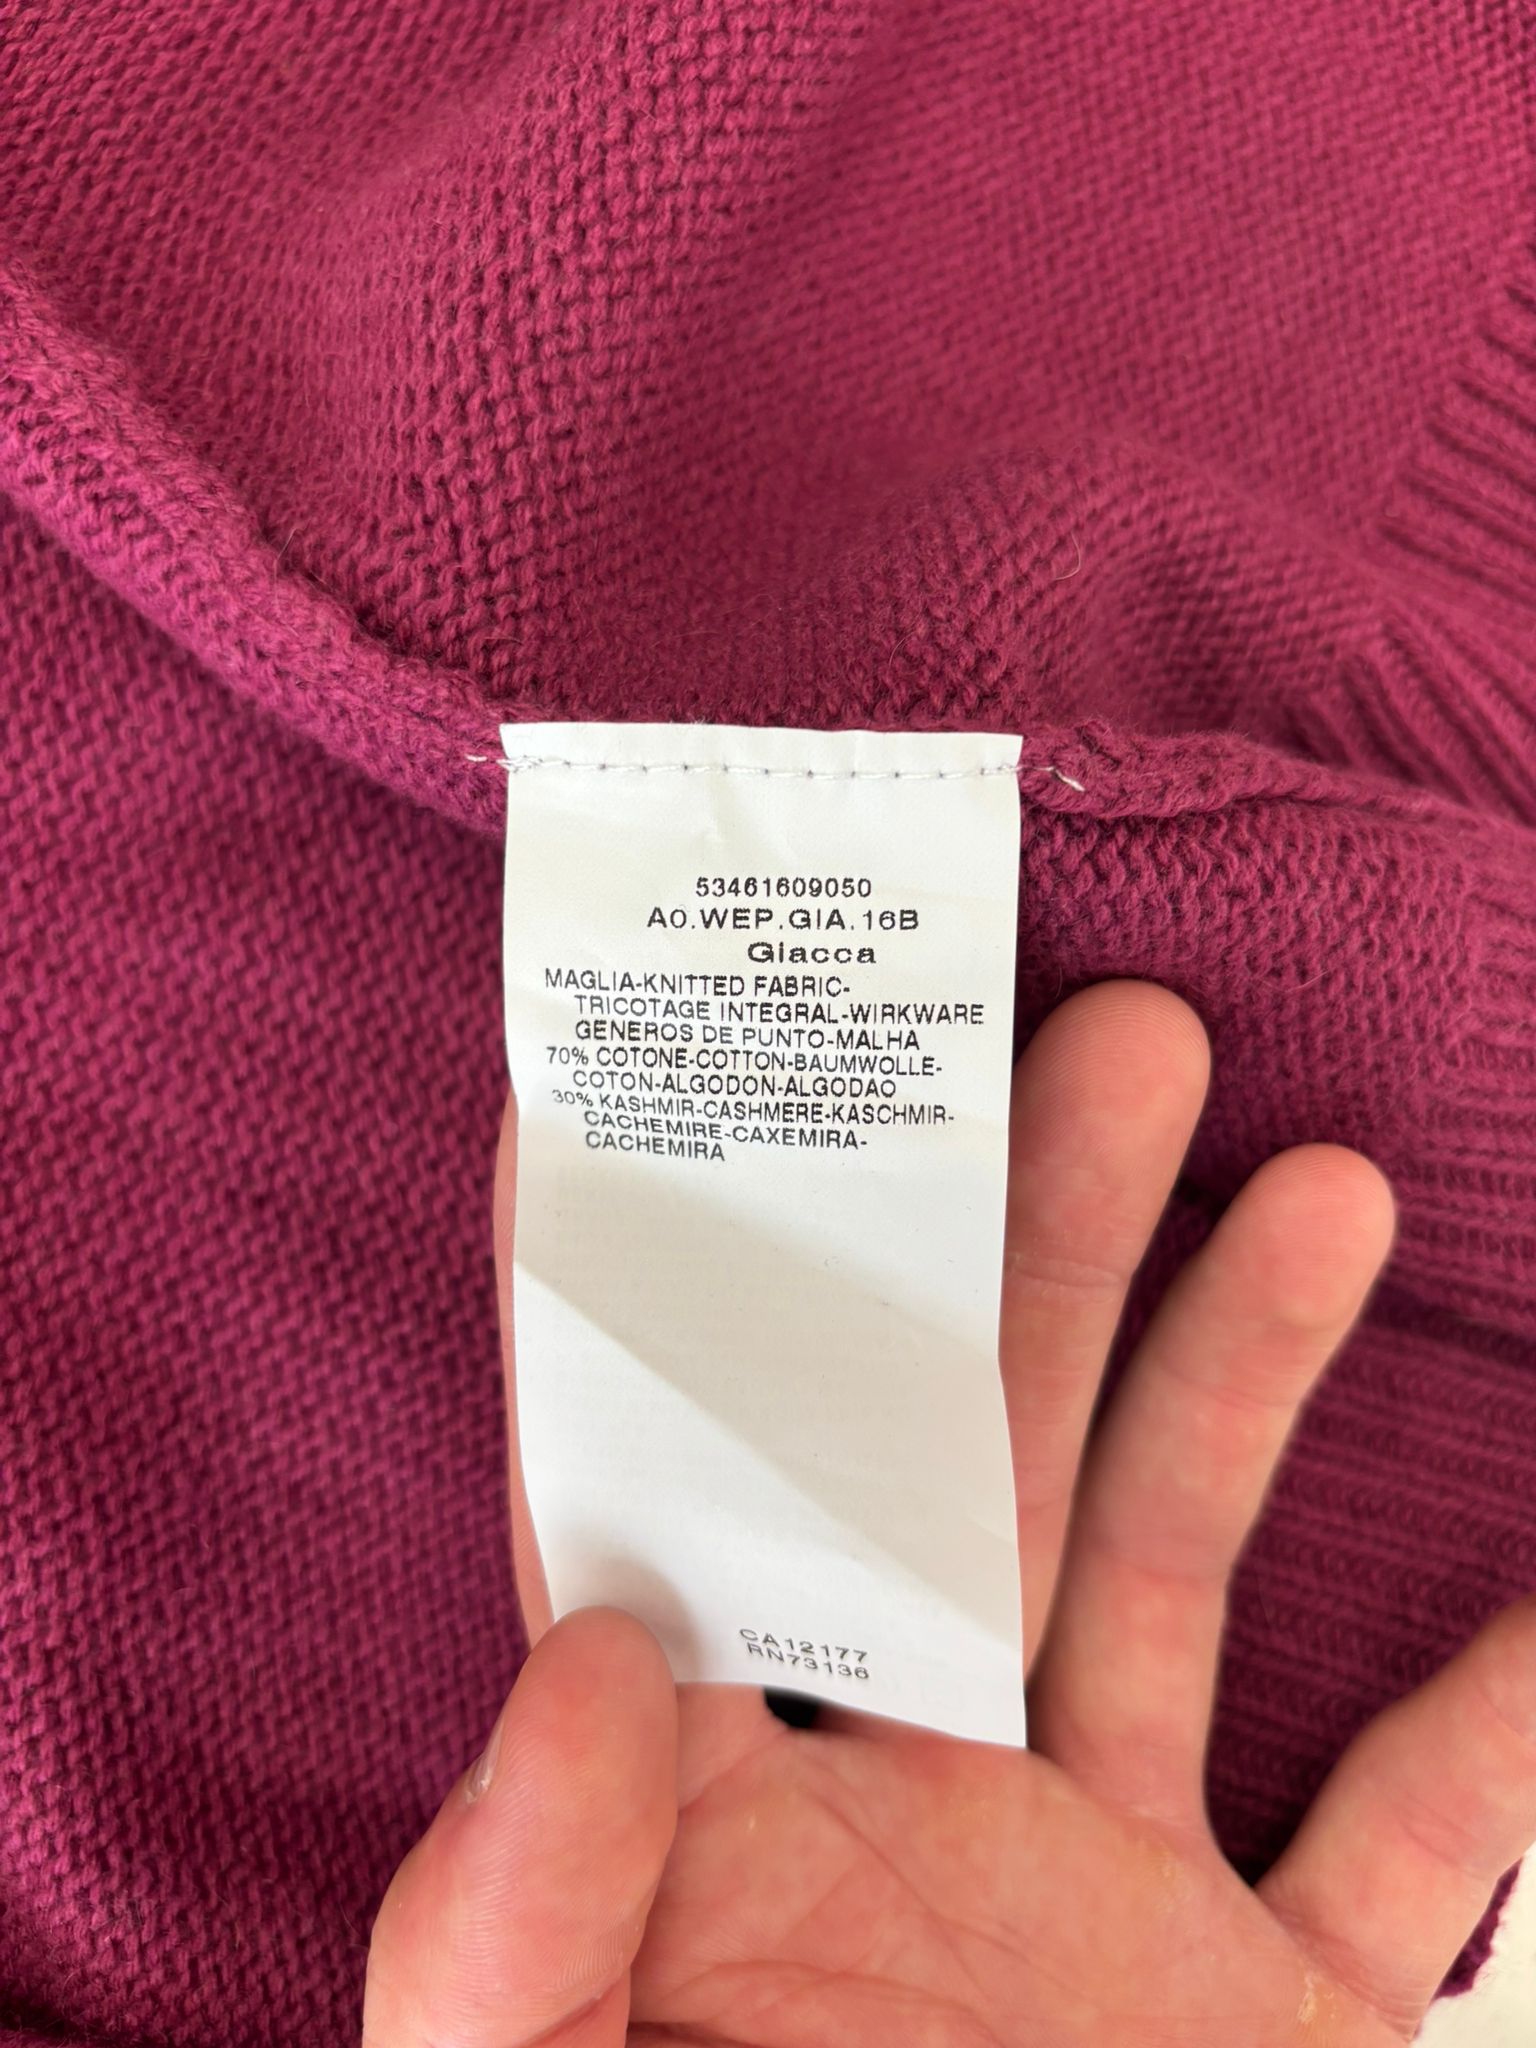 53461609050
A0.WEP.GIA.16B
Giacca
MAGLIA-KNITTED FABRIC-
TRICOTAGE INTEGRAL-WIRKWARE
GENEROS DE PUNTO-MALHA
70% COTONE-COTTON-BAUMWOLLE-
COTON-ALGODON-ALGODAO
30% KASHMIR-CASHMERE-KASCHMIR-
CACHEMIRE-CAXEMIRA-
CACHEMIRA
CA12177
RN73136